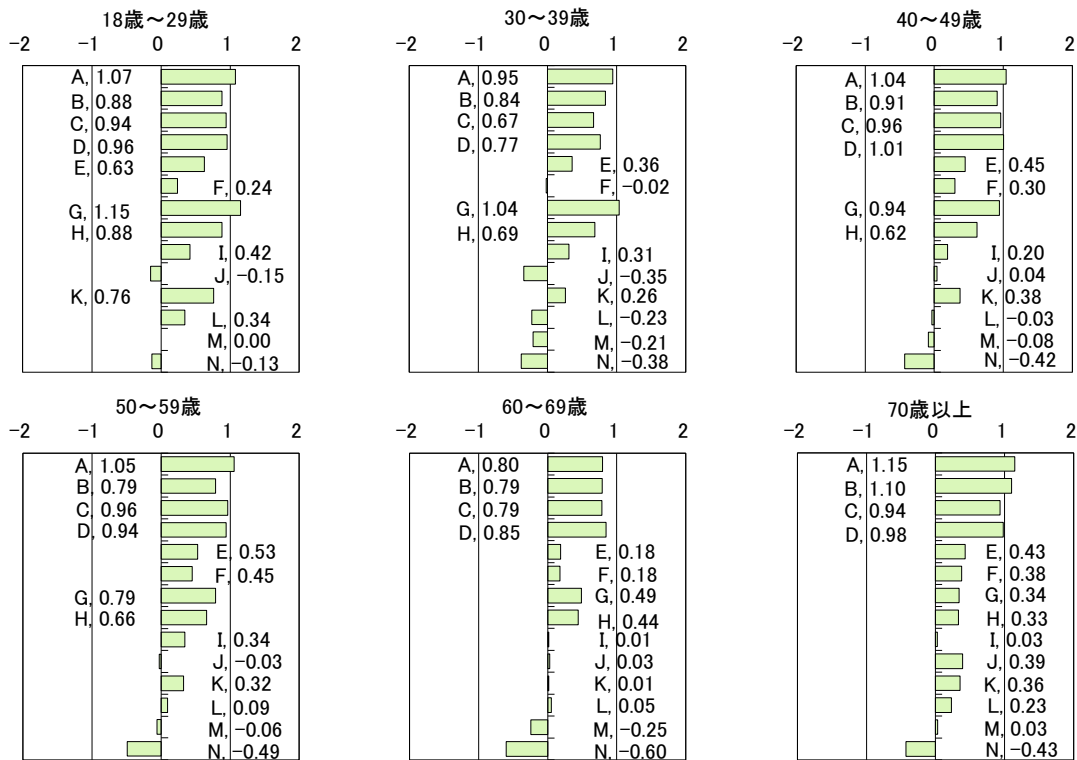 18歳～29歳
−2 −1 0 1 2
A, 1.07
B, 0.88
C, 0.94
D, 0.96
E, 0.63
F, 0.24
G, 1.15
H, 0.88
I, 0.42
J, −0.15
K, 0.76
L, 0.34
M, 0.00
N, −0.13
30～39歳
−2 −1 0 1 2
A, 0.95
B, 0.84
C, 0.67
D, 0.77
E, 0.36
F, −0.02
G, 1.04
H, 0.69
I, 0.31
J, −0.35
K, 0.26
L, −0.23
M, −0.21
N, −0.38
40～49歳
−2 −1 0 1 2
A, 1.04
B, 0.91
C, 0.96
D, 1.01
E, 0.45
F, 0.30
G, 0.94
H, 0.62
I, 0.20
J, 0.04
K, 0.38
L, −0.03
M, −0.08
N, −0.42
50～59歳
−2 −1 0 1 2
A, 1.05
B, 0.79
C, 0.96
D, 0.94
E, 0.53
F, 0.45
G, 0.79
H, 0.66
I, 0.34
J, −0.03
K, 0.32
L, 0.09
M, −0.06
N, −0.49
60～69歳
−2 −1 0 1 2
A, 0.80
B, 0.79
C, 0.79
D, 0.85
E, 0.18
F, 0.18
G, 0.49
H, 0.44
I, 0.01
J, 0.03
K, 0.01
L, 0.05
M, −0.25
N, −0.60
70歳以上
−2 −1 0 1 2
A, 1.15
B, 1.10
C, 0.94
D, 0.98
E, 0.43
F, 0.38
G, 0.34
H, 0.33
I, 0.03
J, 0.39
K, 0.36
L, 0.23
M, 0.03
N, −0.43